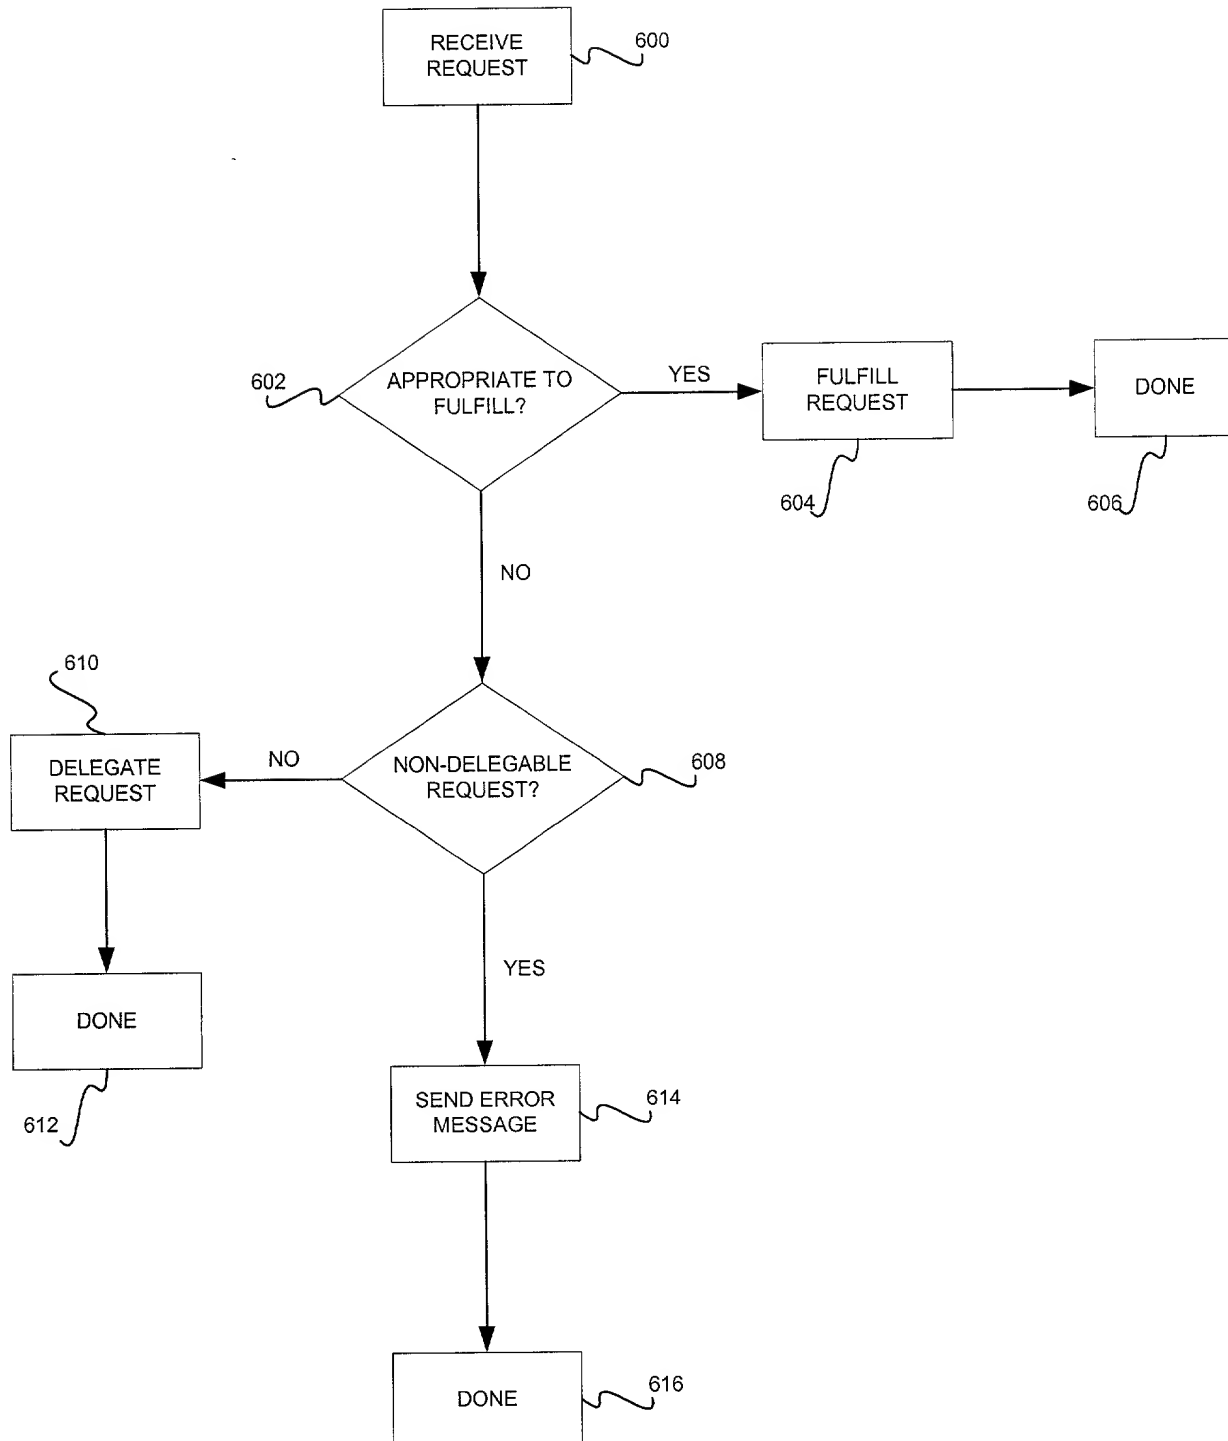 RECEIVE
REQUEST
600
602
APPROPRIATE TO
FULFILL?
YES
FULFILL
REQUEST
604
DONE
606
NO
610
DELEGATE
REQUEST
NO
NON-DELEGABLE
REQUEST?
608
DONE
612
YES
SEND ERROR
MESSAGE
614
DONE
616